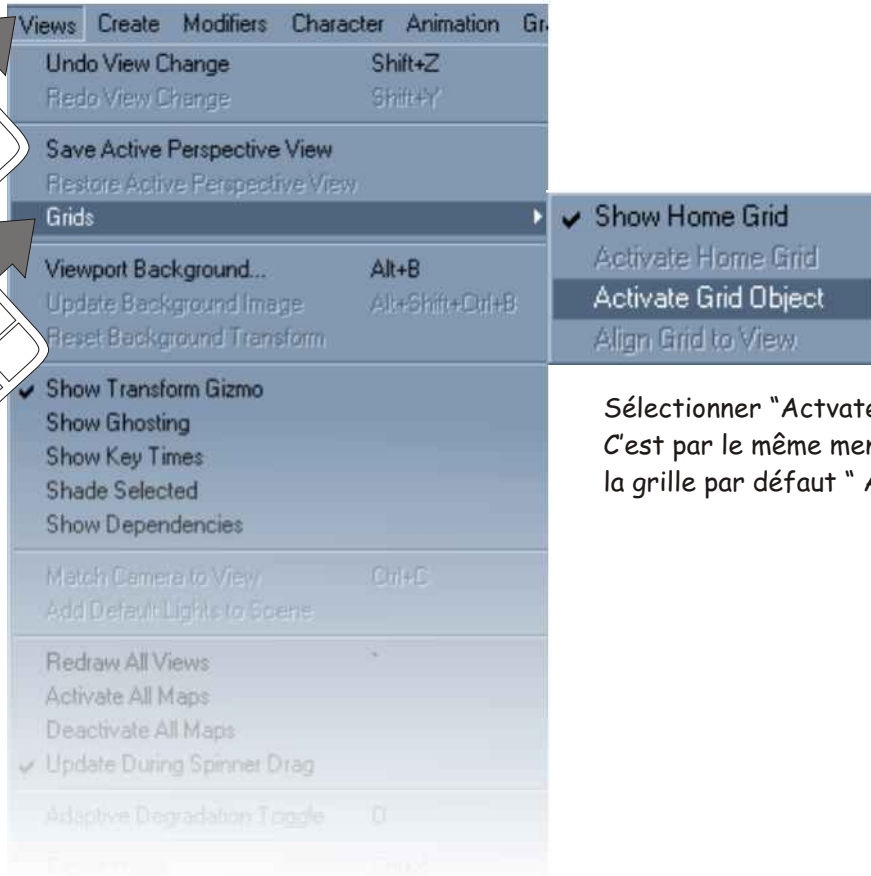 Views Create Modifiers Character Animation
Undo View Change Shift+Z
Redo View Change Shift+Y
Save Active Perspective View
Restore Active Perspective View
Grids
Show Home Grid
Activate Home Grid
Activate Grid Object
Align Grid to View
Viewport Background... Alt+B
Update Background Image Alt+Shift+Ctrl+B
Reset Background Transform
Show Transform Gizmo
Show Ghosting
Show Key Times
Shade Selected
Show Dependencies
Sélectionner “Actvate
C’est par le même
la grille par défaut “ A
Match Camera to View Ctrl+C
Add Default Lights to Scene
Redraw All Views `
Activate All Maps
Deactivate All Maps
Update During Spinner Drag
Adaptive Degradation Toggle O